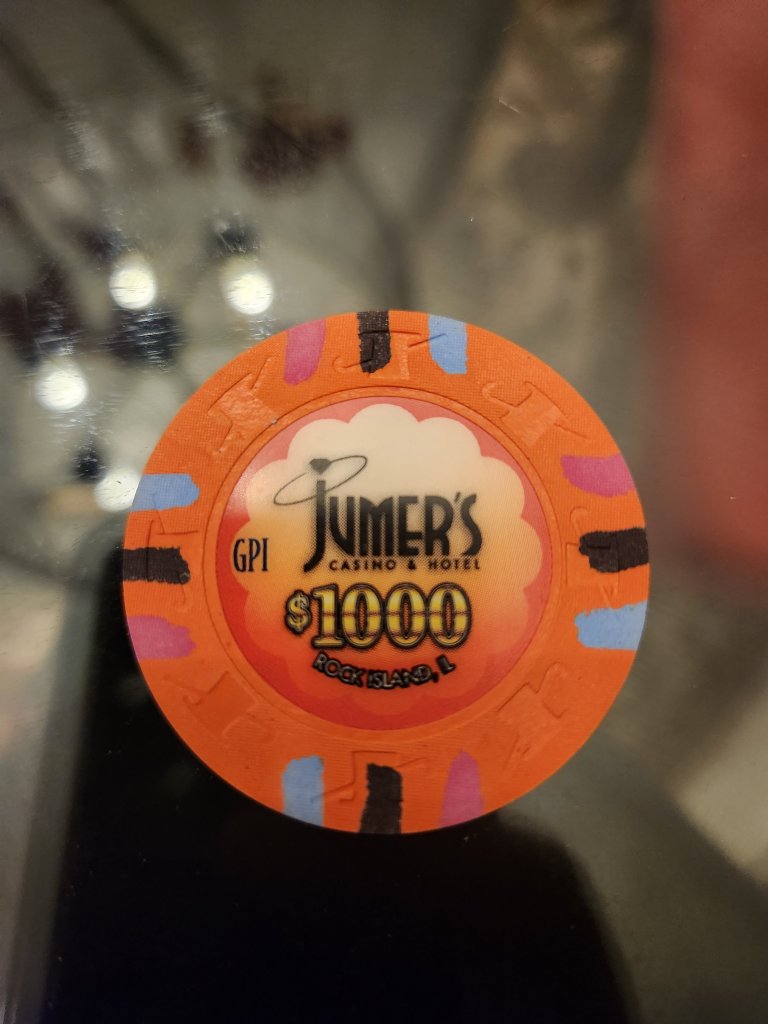 JUMER'S
CASINO & HOTEL
GPI
$1000
ROCK ISLAND, IL